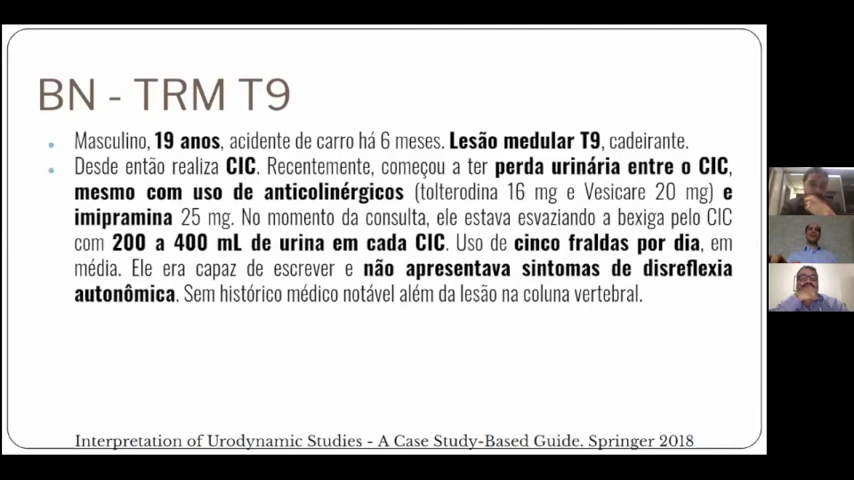 BN - TRM T9
Masculino, 19 anos, acidente de carro há 6 meses. Lesão medular T9, cadeirante.
Desde então realiza CIC. Recentemente, começou a ter perda urinária entre o CIC,
mesmo com uso de anticolinérgicos (tolterodina 16 mg e Vesicare 20 mg) e
imipramina 25 mg. No momento da consulta, ele estava esvaziando a bexiga pelo CIC
com 200 a 400 mL de urina em cada CIC. Uso de cinco fraldas por dia, em
média. Ele era capaz de escrever e não apresentava sintomas de disreflexia
autonômica. Sem histórico médico notável além da lesão na coluna vertebral.
Interpretation of Urodynamic Studies - A Case Study-Based Guide. Springer 2018